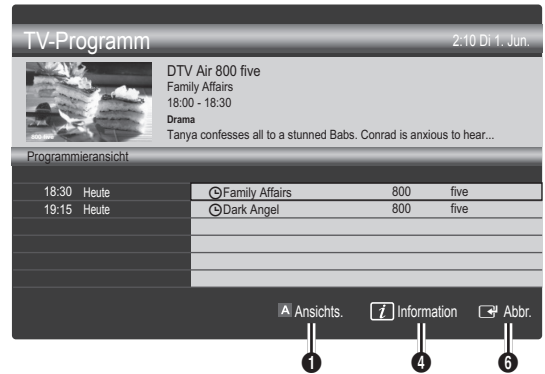 TV-Programm 2:10 Di 1. Jun.
DTV Air 800 five
Family Affairs
18:00 - 18:30
Drama
Tanya confesses all to a stunned Babs. Conrad is anxious to hear...
Programmieransicht
18:30 Heute Family Affairs 800 five
19:15 Heute Dark Angel 800 five
A Ansichts. i Information Abbr.
1 4 6